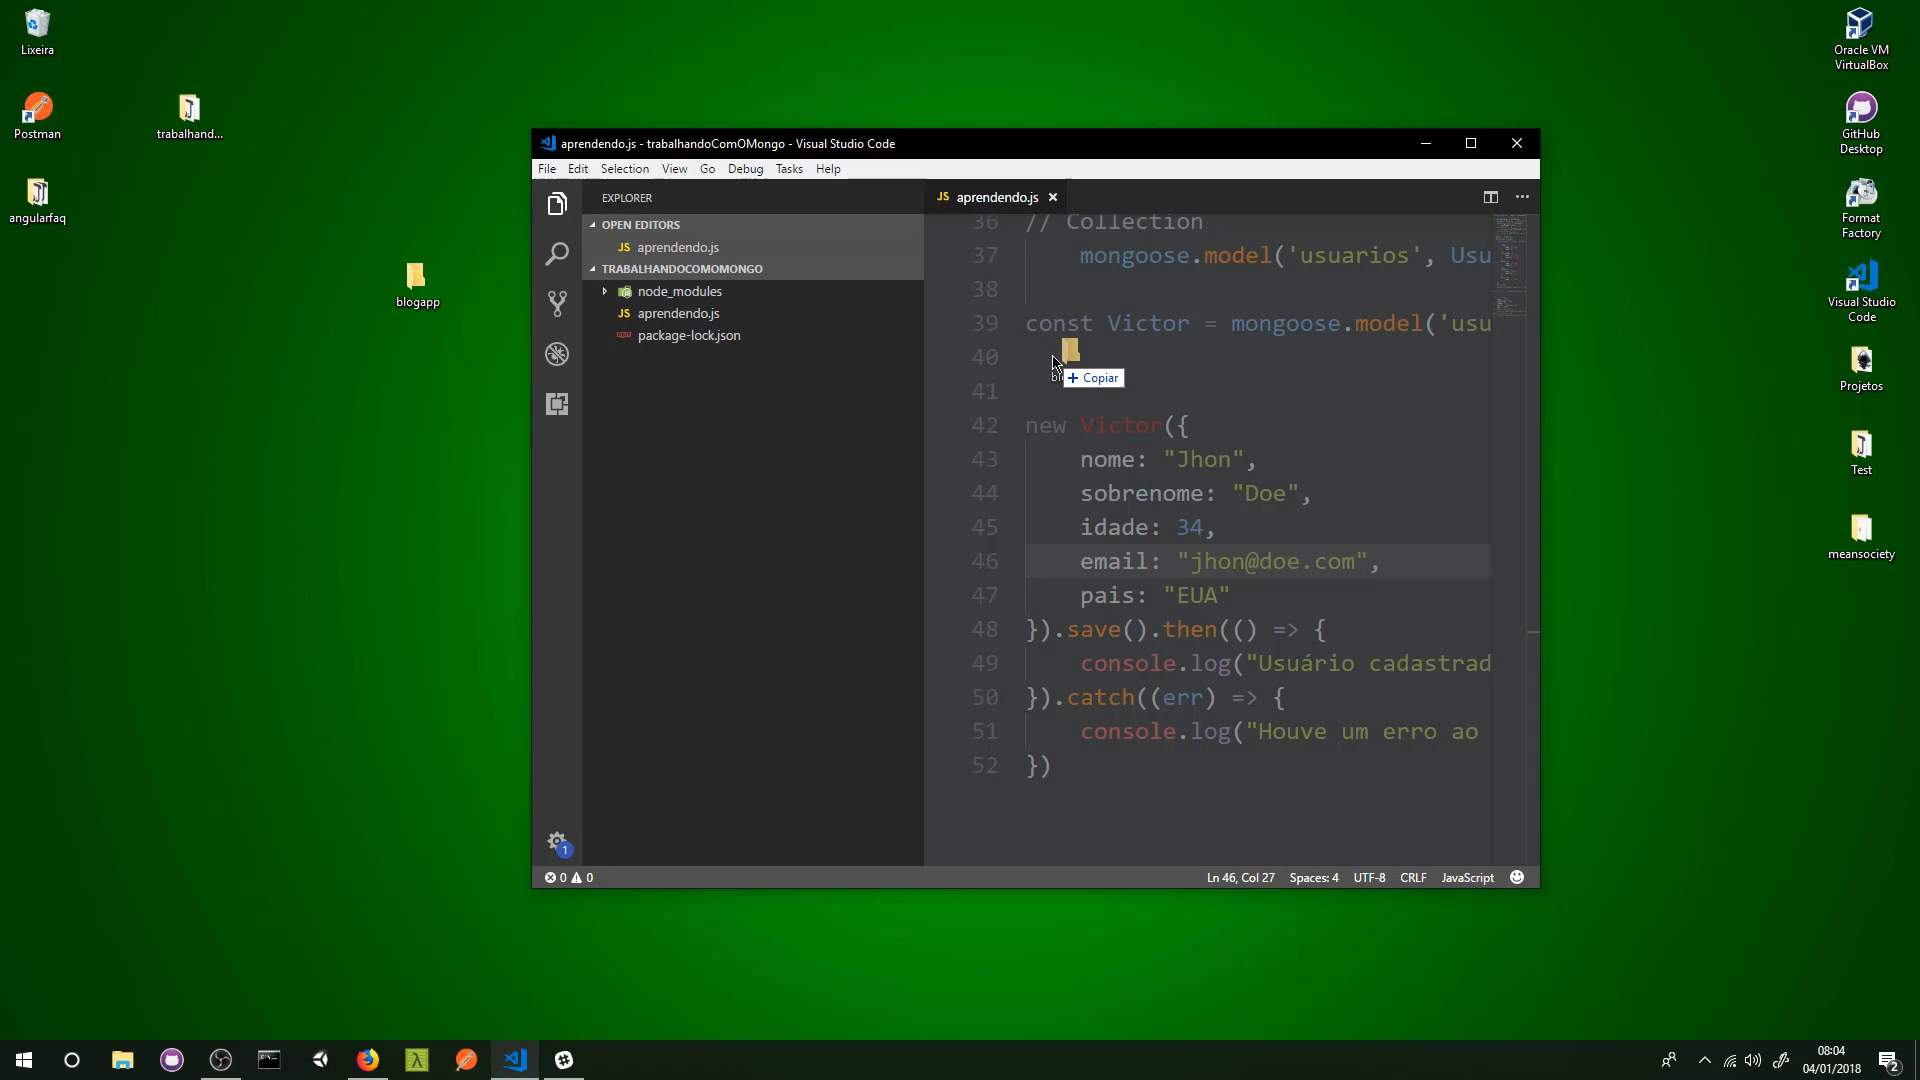 Lixeira
Postman
trabalhand...
angularfaq
blogapp
Oracle VM
VirtualBox
GitHub
Desktop
Format
Factory
Visual Studio
Code
Projetos
Test
meansociety
aprendendo.js - trabalhandoComOMongo - Visual Studio Code
File Edit Selection View Go Debug Tasks Help
EXPLORER
OPEN EDITORS
JS aprendendo.js
TRABALHANDOCOMOMONGO
node_modules
JS aprendendo.js
package-lock.json
JS aprendendo.js
36 // Collection
37 mongoose.model('usuarios', Usu
38
39 const Victor = mongoose.model('usu
40
+ Copiar
41
42 new Victor({
43 nome: "Jhon",
44 sobrenome: "Doe",
45 idade: 34,
46 email: "jhon@doe.com",
47 pais: "EUA"
48 }).save().then(() => {
49 console.log("Usuário cadastrad
50 }).catch((err) => {
51 console.log("Houve um erro ao
52 })
1
0 0
Ln 46, Col 27 Spaces: 4 UTF-8 CRLF JavaScript
08:04
04/01/2018
2